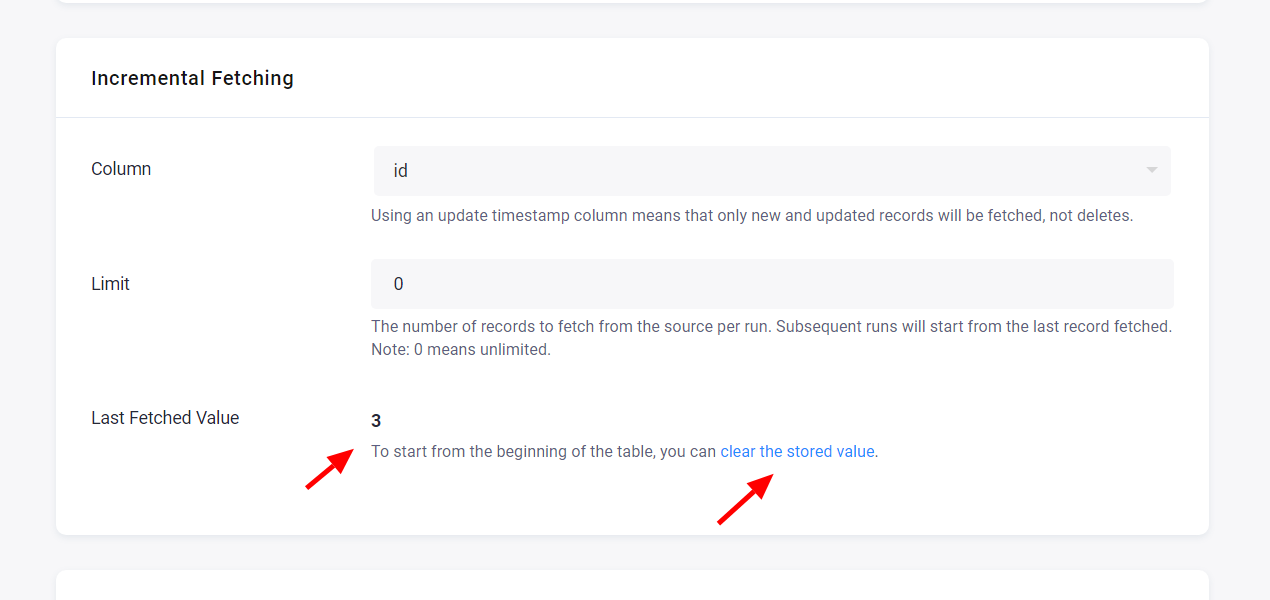 Incremental Fetching
Column
id
Using an update timestamp column means that only new and updated records will be fetched, not deletes.
Limit
0
The number of records to fetch from the source per run. Subsequent runs will start from the last record fetched.
Note: 0 means unlimited.
Last Fetched Value
3
To start from the beginning of the table, you can clear the stored value.